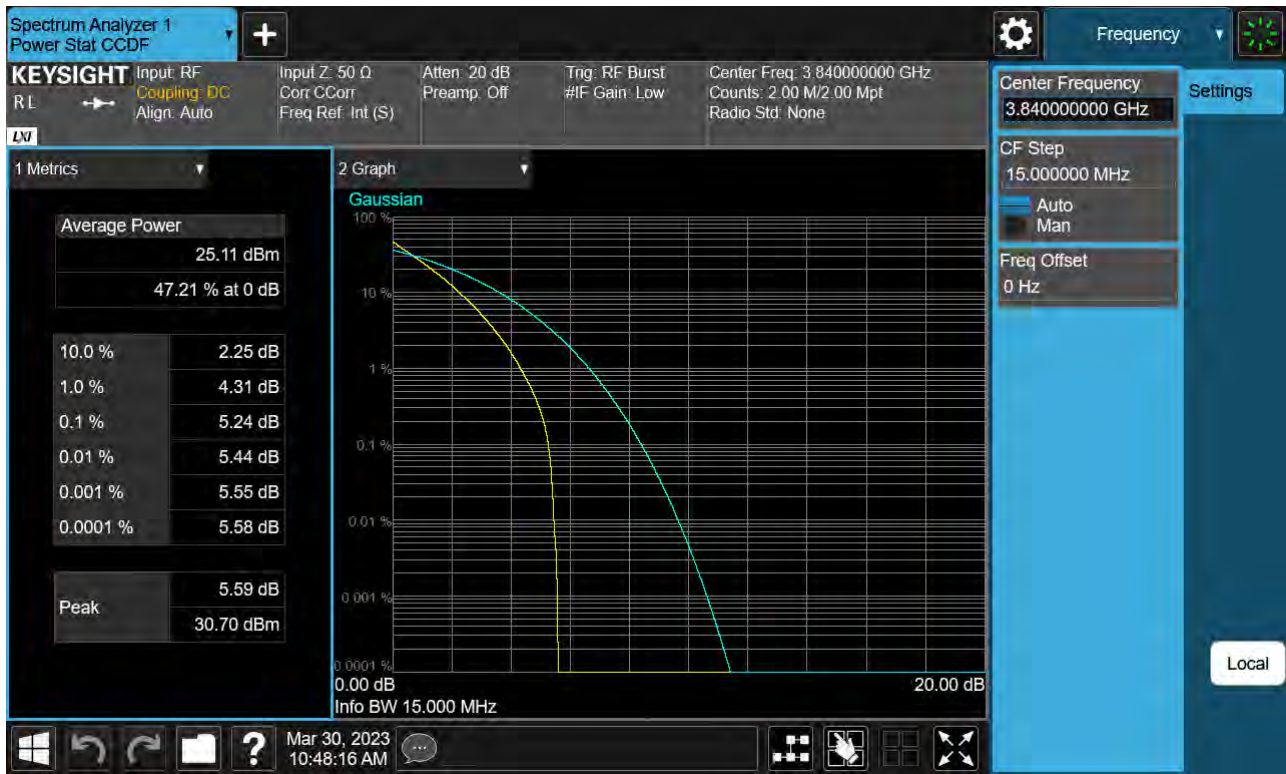 Spectrum Analyzer 1
Power Stat CCDF
Frequency
KEYSIGHT
RL
LXI
Input: RF
Coupling: DC
Align: Auto
Input Z: 50 Ω
Corr CCorr
Freq Ref: Int (S)
Atten: 20 dB
Preamp: Off
Trig: RF Burst
#IF Gain: Low
Center Freq: 3.840000000 GHz
Counts: 2.00 M/2.00 Mpt
Radio Std: None
Center Frequency
3.840000000 GHz
Settings
CF Step
15.000000 MHz
Auto
Man
Freq Offset
0 Hz
Local
1 Metrics
Average Power
25.11 dBm
47.21 % at 0 dB
10.0 % 2.25 dB
1.0 % 4.31 dB
0.1 % 5.24 dB
0.01 % 5.44 dB
0.001 % 5.55 dB
0.0001 % 5.58 dB
Peak
5.59 dB
30.70 dBm
2 Graph
Gaussian
100 %
10 %
1 %
0.1 %
0.01 %
0.001 %
0.0001 %
0.00 dB 20.00 dB
Info BW 15.000 MHz
?
Mar 30, 2023
10:48:16 AM